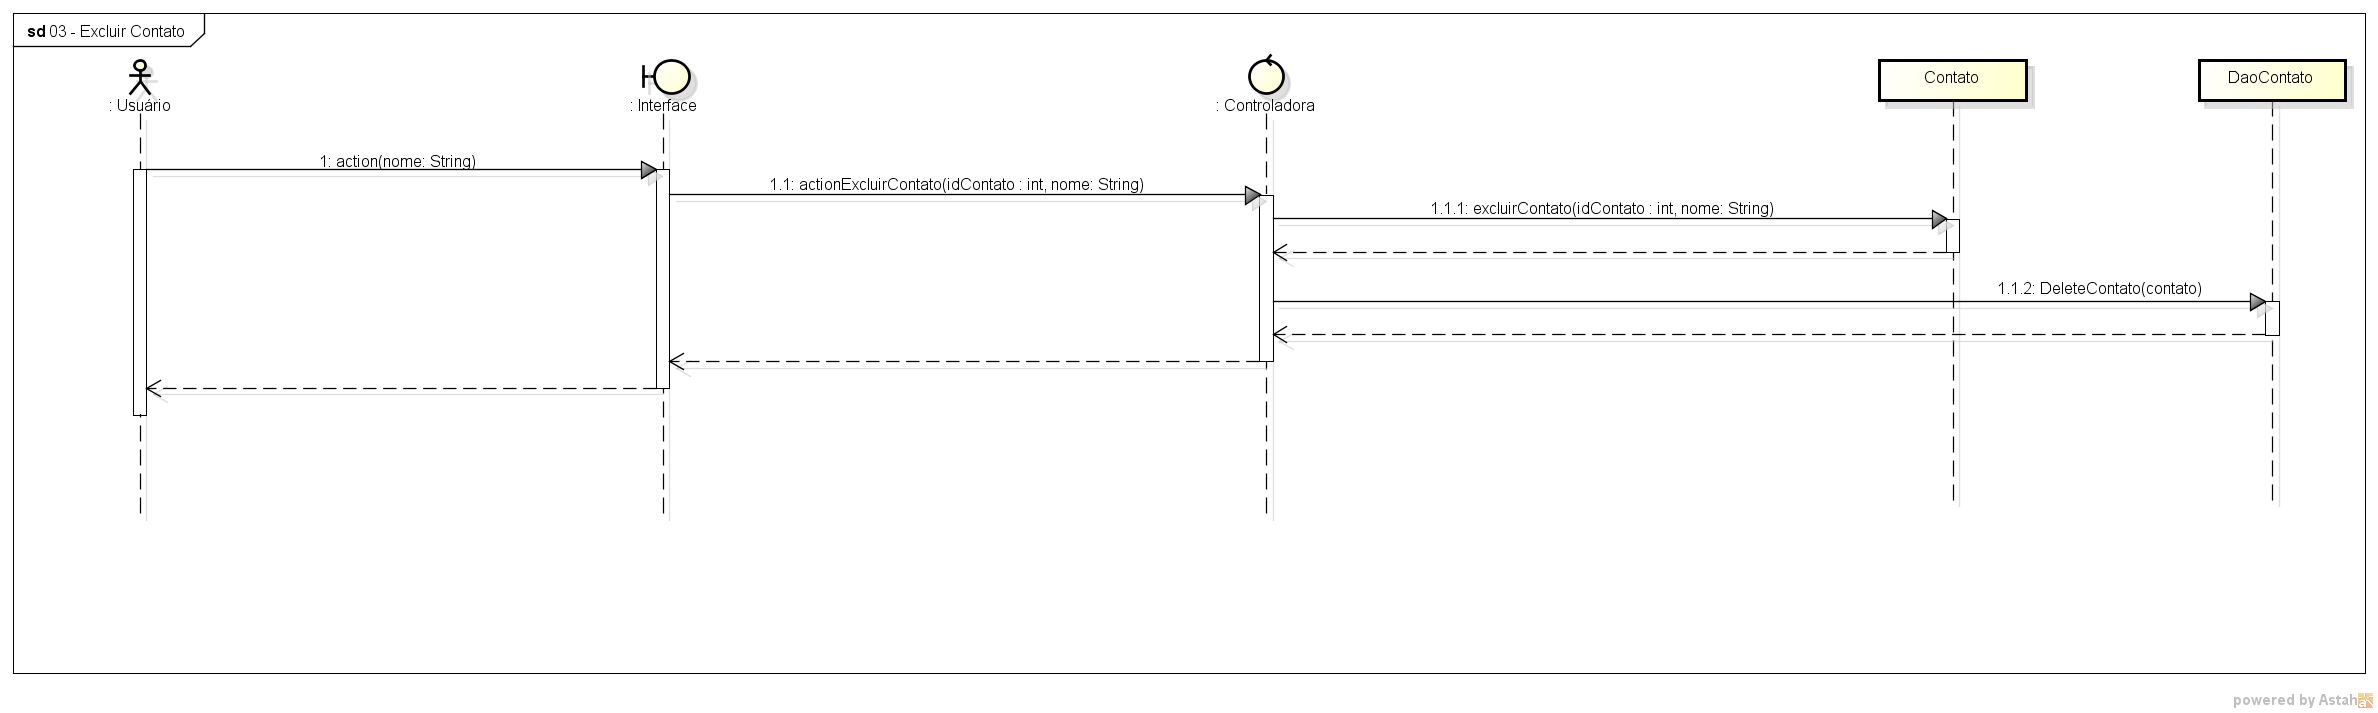 sd 03 - Excluir Contato
: Usuário
: Interface
: Controladora
Contato
DaoContato
1: action(nome: String)
1.1: actionExcluirContato(idContato : int, nome: String)
1.1.1: excluirContato(idContato : int, nome: String)
1.1.2: DeleteContato(contato)
powered by Astah